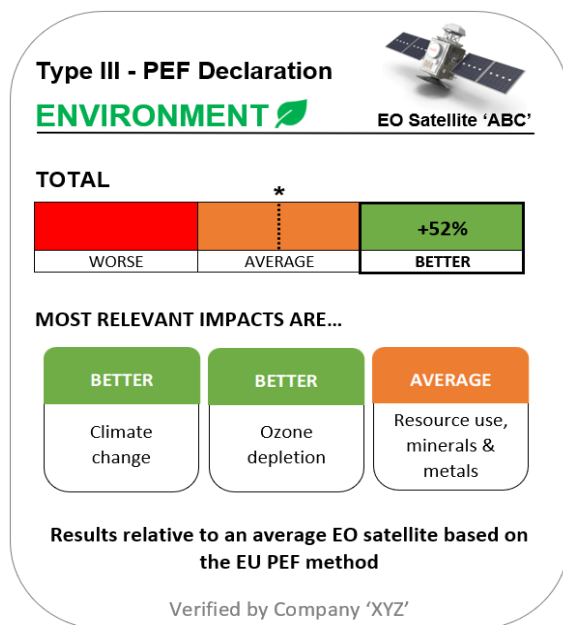 Type III - PEF Declaration
ENVIRONMENT
EO Satellite ‘ABC’
TOTAL
*
+52%
WORSE AVERAGE BETTER
MOST RELEVANT IMPACTS ARE...
BETTER BETTER AVERAGE
Climate change
Ozone depletion
Resource use, minerals & metals
Results relative to an average EO satellite based on
the EU PEF method
Verified by Company ‘XYZ’